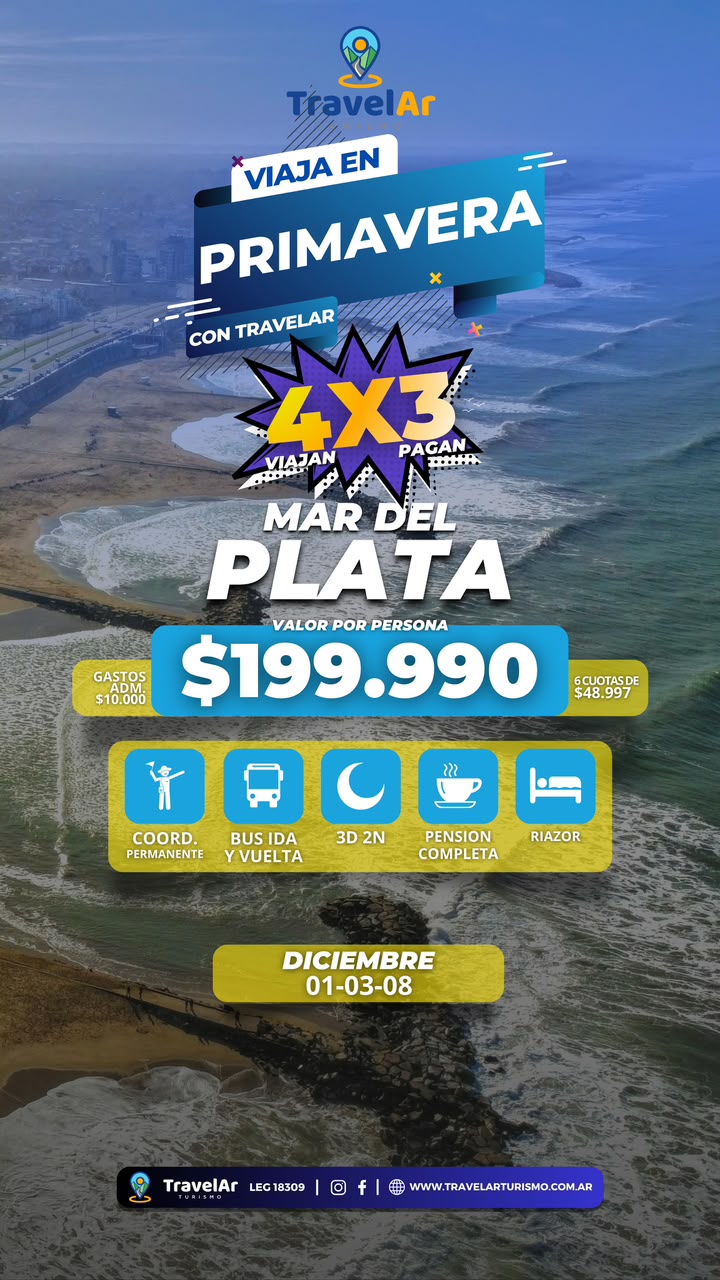 TravelAr
VIAJA EN
PRIMAVERA
CON TRAVELAR
4X3
VIAJAN PAGAN
MAR DEL
PLATA
VALOR POR PERSONA
GASTOS
ADM.
$10.000
$199.990
6 CUOTAS DE
$48.997
COORD.
PERMANENTE
BUS IDA
Y VUELTA
3D 2N
PENSION
COMPLETA
RIAZOR
DICIEMBRE
01-03-08
TravelAr
TURISMO
LEG 18309 | | WWW.TRAVELARTURISMO.COM.AR